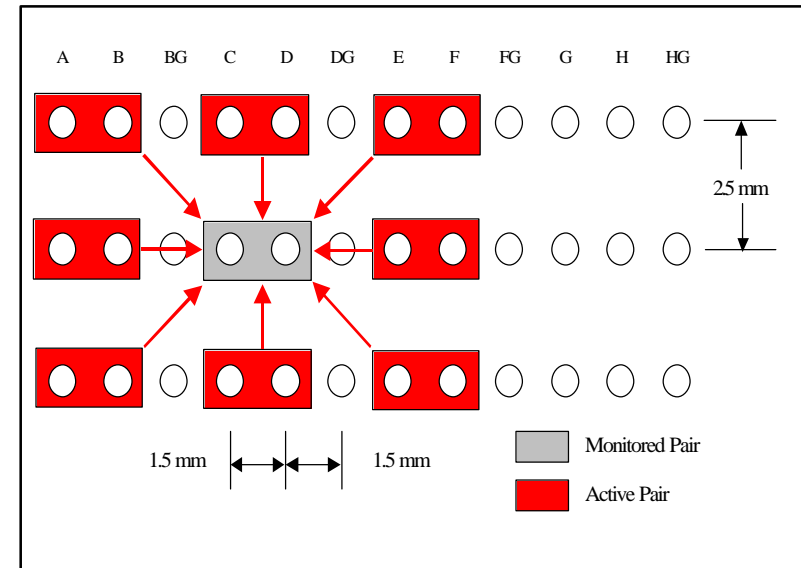 A B BG C D DG E F FG G H HG
2.5 mm
1.5 mm 1.5 mm
Monitored Pair
Active Pair